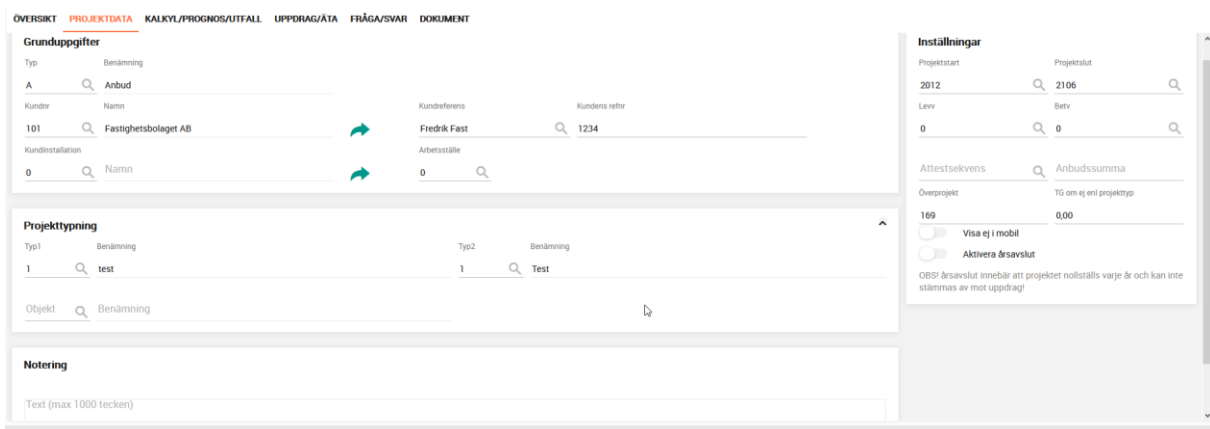 ÖVERSIKT PROJEKTDATA KALKYL/PROGNOS/UTFALL UPPDRAG/ÄTA FRÅGA/SVAR DOKUMENT
Grunduppgifter
Typ Benämning
A Anbud
Kundnr Namn Kundreferens Kundens refnr
101 Fastighetsbolaget AB Fredrik Fast 1234
Kundinstallation Arbetsställe
0 Namn 0
Projekttypning
Typ1 Benämning Typ2 Benämning
1 test 1 Test
Objekt Benämning
Notering
Text (max 1000 tecken)
Inställningar
Projektstart Projektslut
2012 2106
Levv Betv
0 0
Attestsekvens Anbudssumma
Överprojekt TG om ej enl projekttyp
169 0,00
Visa ej i mobil
Aktivera årsavslut
OBS! årsavslut innebär att projektet nollställs varje år och kan inte
stämmas av mot uppdrag!